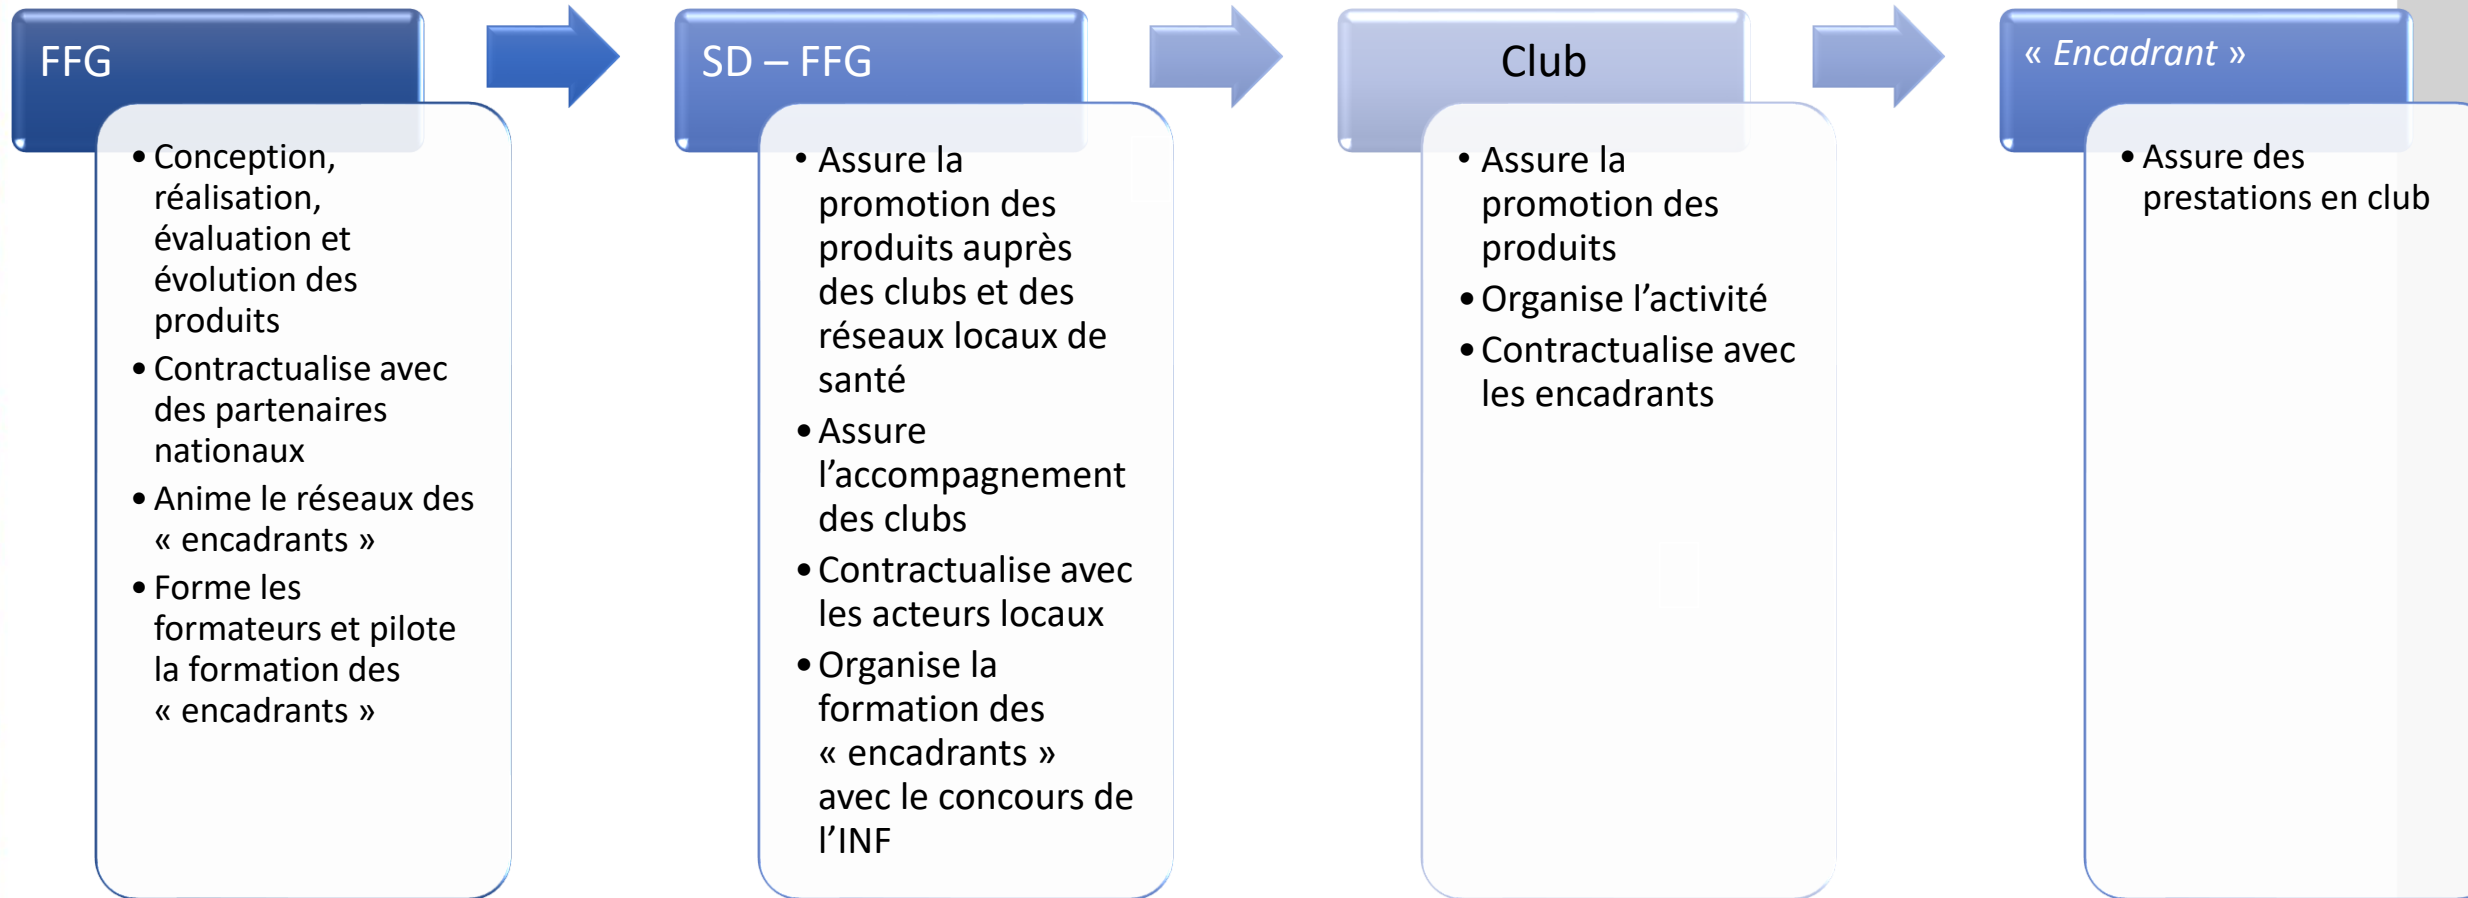 FFG
• Conception,
réalisation,
évaluation et
évolution des
produits
• Contractualise avec
des partenaires
nationaux
• Anime le réseaux des
« encadrants »
• Forme les
formateurs et pilote
la formation des
« encadrants »
SD – FFG
• Assure la
promotion des
produits auprès
des clubs et des
réseaux locaux de
santé
• Assure
l’accompagnement
des clubs
• Contractualise avec
les acteurs locaux
• Organise la
formation des
« encadrants »
avec le concours de
l’INF
Club
• Assure la
promotion des
produits
• Organise l’activité
• Contractualise avec
les encadrants
« Encadrant »
• Assure des
prestations en club